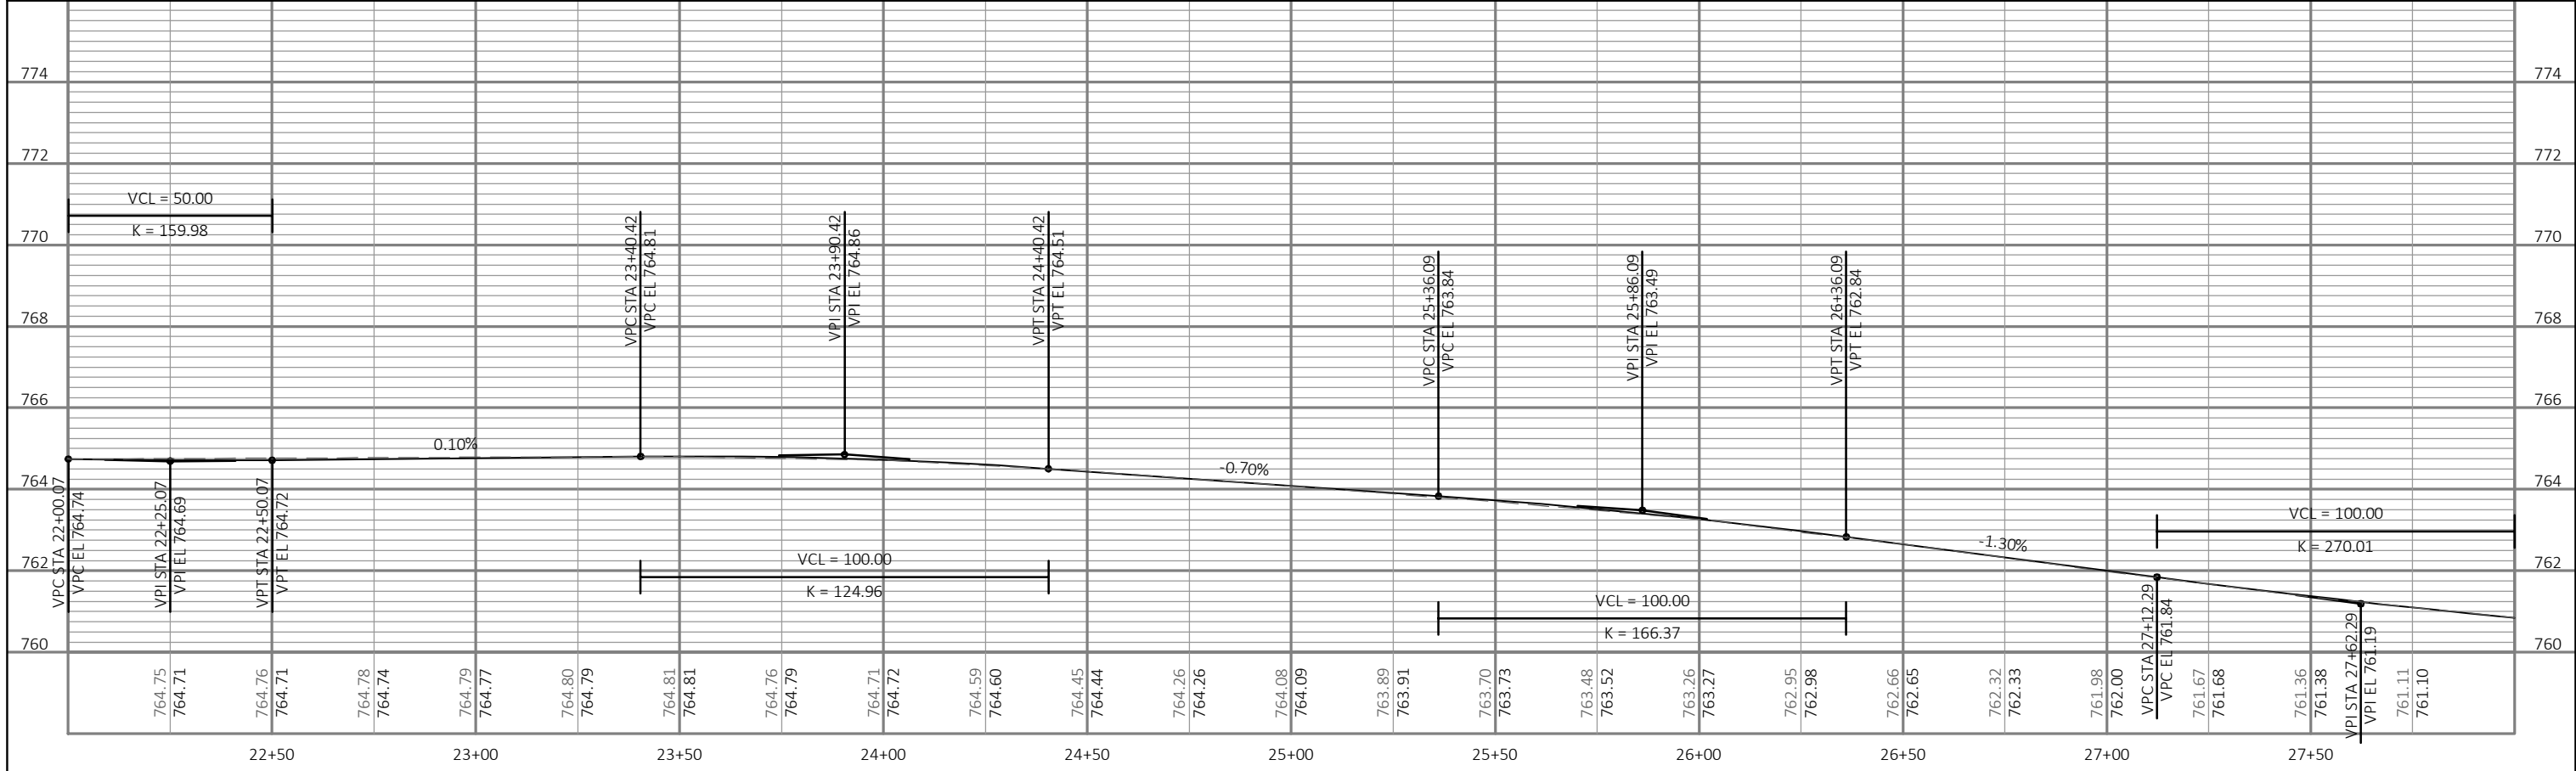 774
774
772
772
VCL = 50.00
K = 159.98
770
770
VPC STA 23+40.42
VPC EL 764.81
VPI STA 23+90.42
VPI EL 764.86
VPT STA 24+40.42
VPT EL 764.51
VPC STA 25+36.09
VPC EL 763.84
VPI STA 25+86.09
VPI EL 763.49
VPT STA 26+36.09
VPT EL 762.84
768
768
766
766
0.10%
-0.70%
764
764
VPC STA 22+00.07
VPC EL 764.74
VPI STA 22+25.07
VPI EL 764.69
VPT STA 22+50.07
VPT EL 764.72
VCL = 100.00
K = 270.01
-1.30%
762
762
VCL = 100.00
K = 124.96
VCL = 100.00
K = 166.37
VPC STA 27+12.29
VPC EL 761.84
VPI STA 27+62.29
VPI EL 761.19
760
760
764.75
764.71
764.76
764.71
764.78
764.74
764.79
764.77
764.80
764.79
764.81
764.81
764.76
764.79
764.71
764.72
764.59
764.60
764.45
764.44
764.26
764.26
764.08
764.09
763.89
763.91
763.70
763.73
763.48
763.52
763.26
763.27
762.95
762.98
762.66
762.65
762.32
762.33
761.98
762.00
761.67
761.68
761.36
761.38
761.11
761.10
22+50
23+00
23+50
24+00
24+50
25+00
25+50
26+00
26+50
27+00
27+50